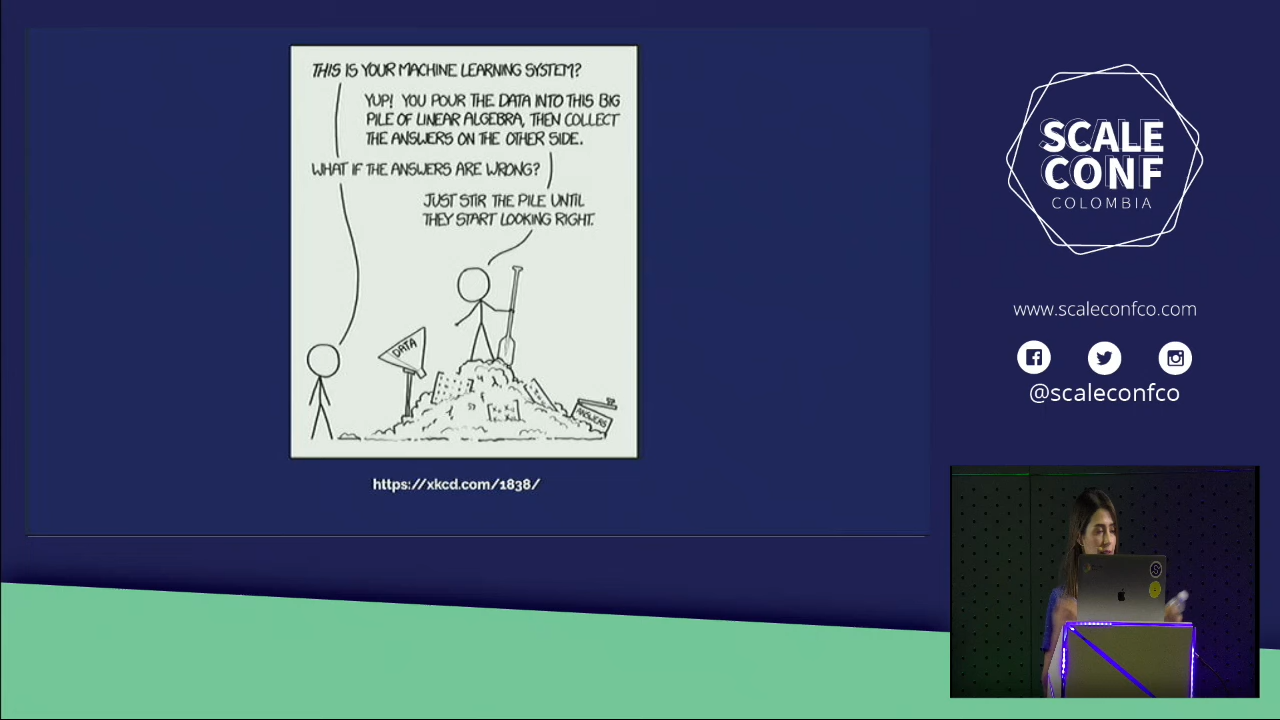 THIS IS YOUR MACHINE LEARNING SYSTEM?
YUP! YOU POUR THE DATA INTO THIS BIG
PILE OF LINEAR ALGEBRA, THEN COLLECT
THE ANSWERS ON THE OTHER SIDE.
WHAT IF THE ANSWERS ARE WRONG?
JUST STIR THE PILE UNTIL
THEY START LOOKING RIGHT.
DATA
ANSWERS
https://xkcd.com/1838/
SCALE
CONF
COLOMBIA
www.scaleconfco.com
@scaleconfco